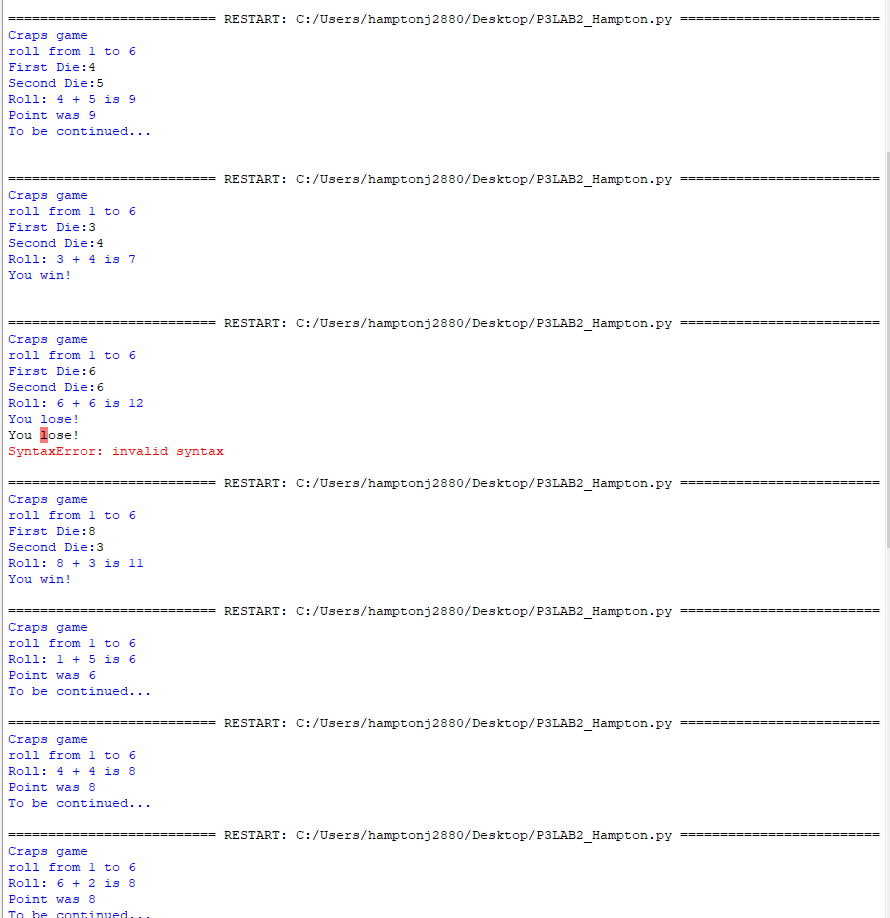 ========================== RESTART: C:/Users/hamptonj2880/Desktop/P3LAB2_Hampton.py =========================
Craps game
roll from 1 to 6
First Die:4
Second Die:5
Roll: 4 + 5 is 9
Point was 9
To be continued...
========================== RESTART: C:/Users/hamptonj2880/Desktop/P3LAB2_Hampton.py =========================
Craps game
roll from 1 to 6
First Die:3
Second Die:4
Roll: 3 + 4 is 7
You win!
========================== RESTART: C:/Users/hamptonj2880/Desktop/P3LAB2_Hampton.py =========================
Craps game
roll from 1 to 6
First Die:6
Second Die:6
Roll: 6 + 6 is 12
You lose!
You lose!
SyntaxError: invalid syntax
========================== RESTART: C:/Users/hamptonj2880/Desktop/P3LAB2_Hampton.py =========================
Craps game
roll from 1 to 6
First Die:8
Second Die:3
Roll: 8 + 3 is 11
You win!
========================== RESTART: C:/Users/hamptonj2880/Desktop/P3LAB2_Hampton.py =========================
Craps game
roll from 1 to 6
Roll: 1 + 5 is 6
Point was 6
To be continued...
========================== RESTART: C:/Users/hamptonj2880/Desktop/P3LAB2_Hampton.py =========================
Craps game
roll from 1 to 6
Roll: 4 + 4 is 8
Point was 8
To be continued...
========================== RESTART: C:/Users/hamptonj2880/Desktop/P3LAB2_Hampton.py =========================
Craps game
roll from 1 to 6
Roll: 6 + 2 is 8
Point was 8
To be continued...